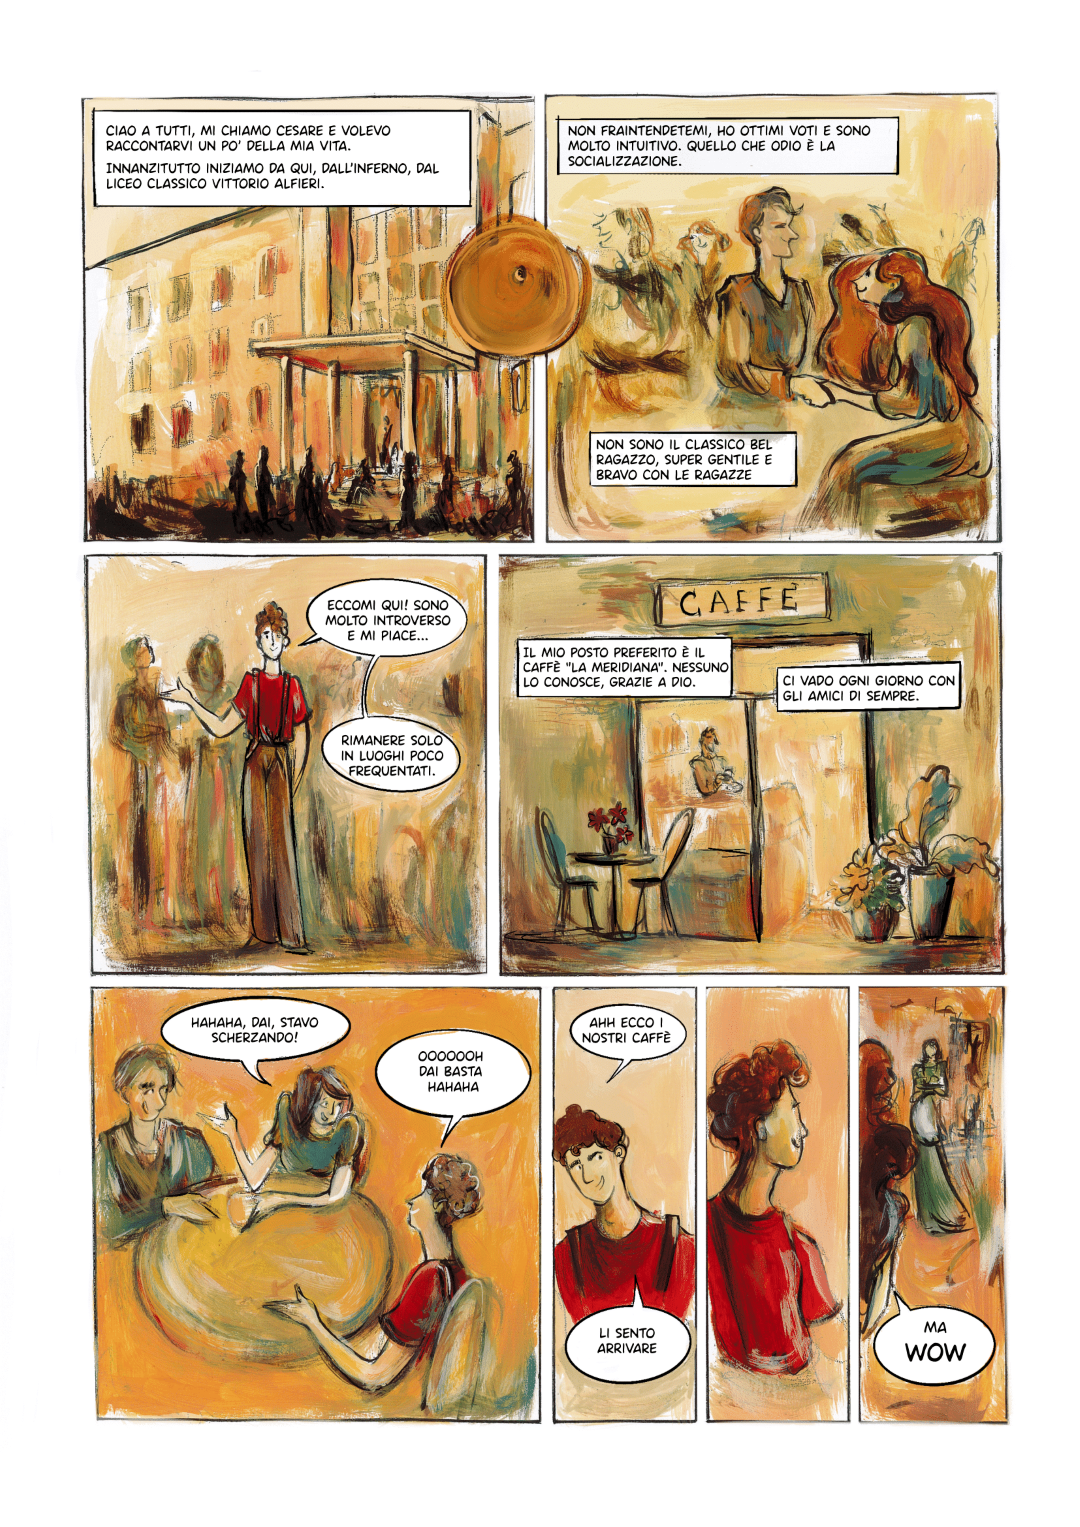 CIAO A TUTTI, MI CHIAMO CESARE E VOLEVO
RACCONTARVI UN PO' DELLA MIA VITA.
INNANZITUTTO INIZIAMO DA QUI, DALL'INFERNO, DAL
LICEO CLASSICO VITTORIO ALFIERI.
NON FRAINTENDETEMI, HO OTTIMI VOTI E SONO
MOLTO INTUITIVO. QUELLO CHE ODIO È LA
SOCIALIZZAZIONE.
NON SONO IL CLASSICO BEL
RAGAZZO, SUPER GENTILE E
BRAVO CON LE RAGAZZE
ECCOMI QUI! SONO
MOLTO INTROVERSO
E MI PIACE...
RIMANERE SOLO
IN LUOGHI POCO
FREQUENTATI.
CAFFÈ
IL MIO POSTO PREFERITO È IL
CAFFÈ "LA MERIDIANA". NESSUNO
LO CONOSCE, GRAZIE A DIO.
CI VADO OGNI GIORNO CON
GLI AMICI DI SEMPRE.
HAHAHA, DAI, STAVO
SCHERZANDO!
OOOOOOH
DAI BASTA
HAHAHA
AHH ECCO I
NOSTRI CAFFÈ
LI SENTO
ARRIVARE
MA
WOW